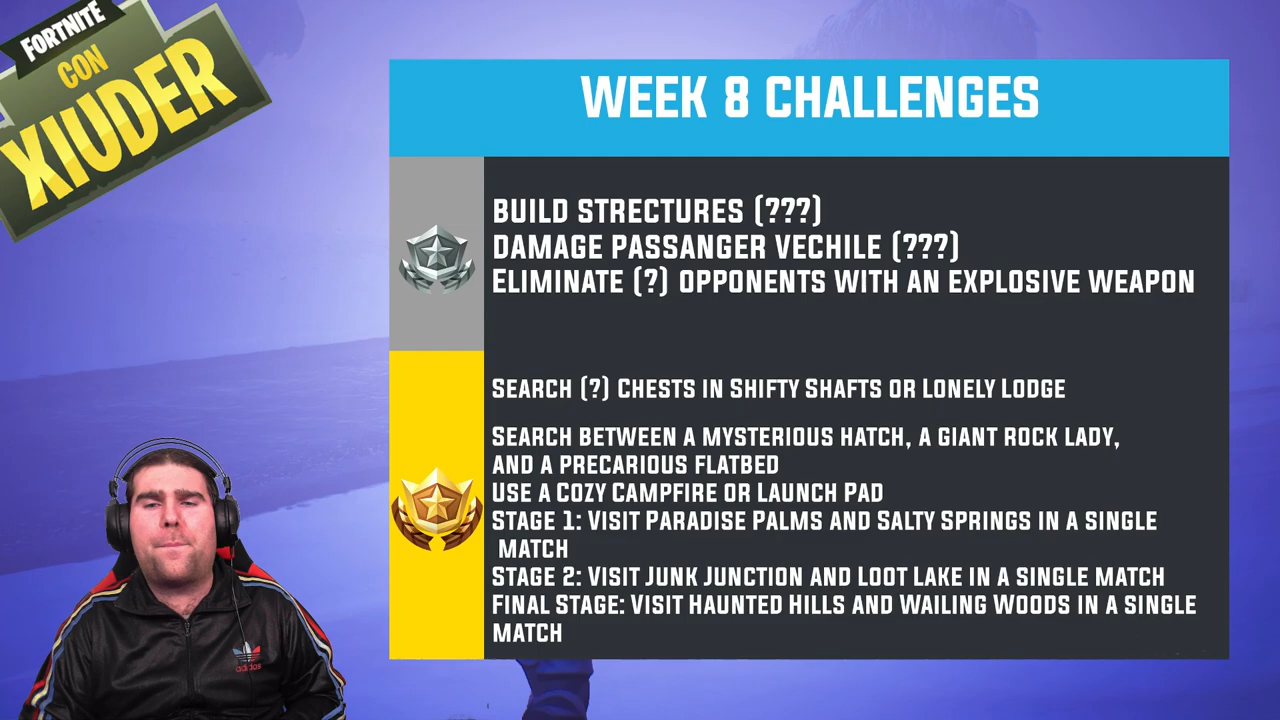 FORTNITE
CON
XIUDER
WEEK 8 CHALLENGES
BUILD STRECTURES (???)
DAMAGE PASSANGER VECHILE (???)
ELIMINATE (?) OPPONENTS WITH AN EXPLOSIVE WEAPON
SEARCH (?) CHESTS IN SHIFTY SHAFTS OR LONELY LODGE
SEARCH BETWEEN A MYSTERIOUS HATCH, A GIANT ROCK LADY,
AND A PRECARIOUS FLATBED
USE A COZY CAMPFIRE OR LAUNCH PAD
STAGE 1: VISIT PARADISE PALMS AND SALTY SPRINGS IN A SINGLE
MATCH
STAGE 2: VISIT JUNK JUNCTION AND LOOT LAKE IN A SINGLE MATCH
FINAL STAGE: VISIT HAUNTED HILLS AND WAILING WOODS IN A SINGLE
MATCH
adidas